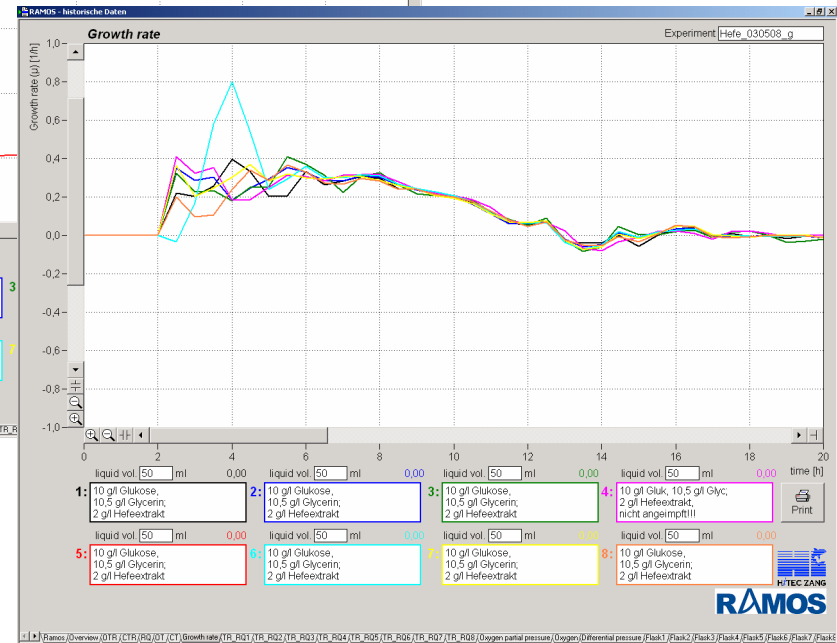 RAMOS - historische Daten
Growth rate
Experiment Hefe_030508_g
Growth rate (µ) [1/h]
1,0
0,8
0,6
0,4
0,2
0,0
-0,2
-0,4
-0,6
-0,8
-1,0
0 2 4 6 8 10 12 14 16 18 20
time [h]
liquid vol. 50 ml 0,00 liquid vol. 50 ml 0,00 liquid vol. 50 ml 0,00 liquid vol. 50 ml 0,00
1: 10 g/l Glukose,
10,5 g/l Glycerin;
2 g/l Hefeextrakt
2: 10 g/l Glukose,
10,5 g/l Glycerin;
2 g/l Hefeextrakt
3: 10 g/l Glukose,
10,5 g/l Glycerin;
2 g/l Hefeextrakt
4: 10 g/l Gluk, 10,5 g/l Glyc;
2 g/l Hefeextrakt,
nicht angeimpft!!!
Print
liquid vol. 50 ml 0,00 liquid vol. 50 ml 0,00 liquid vol. 50 ml 0,00 liquid vol. 50 ml 0,00
5: 10 g/l Glukose,
10,5 g/l Glycerin;
2 g/l Hefeextrakt
6: 10 g/l Glukose,
10,5 g/l Glycerin;
2 g/l Hefeextrakt
7: 10 g/l Glukose,
10,5 g/l Glycerin;
2 g/l Hefeextrakt
8: 10 g/l Glukose,
10,5 g/l Glycerin;
2 g/l Hefeextrakt
HiTEC ZANG
RAMOS
3
7
TR_R
Ramos Overview OTR CTR RQ OT CT Growth rate TR_RQ1 TR_RQ2 TR_RQ3 TR_RQ4 TR_RQ5 TR_RQ6 TR_RQ7 TR_RQ8 Oxygen partial pressure Oxygen Differential pressure Flask1 Flask2 Flask3 Flask4 Flask5 Flask6 Flask7 Flask8